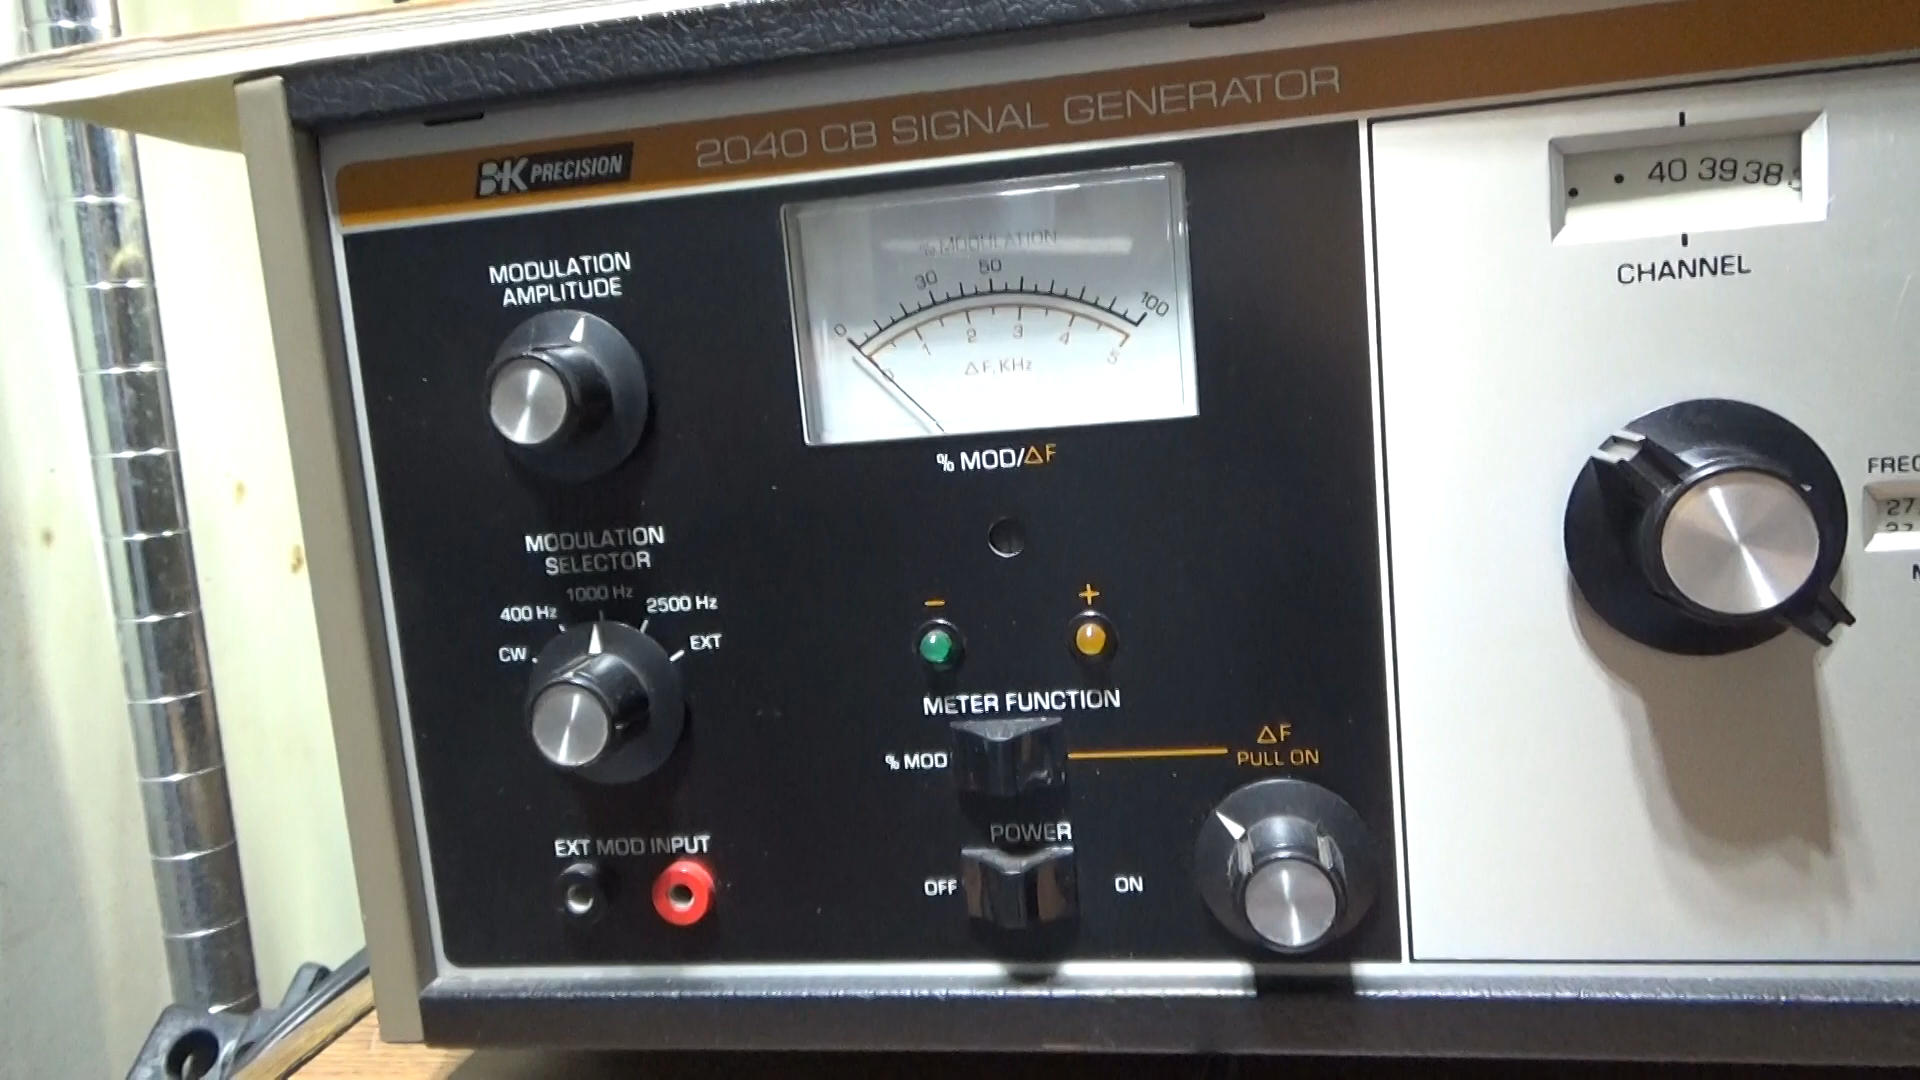 B+K PRECISION
2040 CB SIGNAL GENERATOR
40 39 38
CHANNEL
% MODULATION
0 30 50 100
0 1 2 3 4 5
Δ F, KHz
% MOD/ΔF
MODULATION
AMPLITUDE
MODULATION
SELECTOR
1000 Hz
400 Hz 2500 Hz
CW EXT
EXT MOD INPUT
- +
METER FUNCTION
% MOD
ΔF
PULL ON
POWER
OFF ON
27.
27.